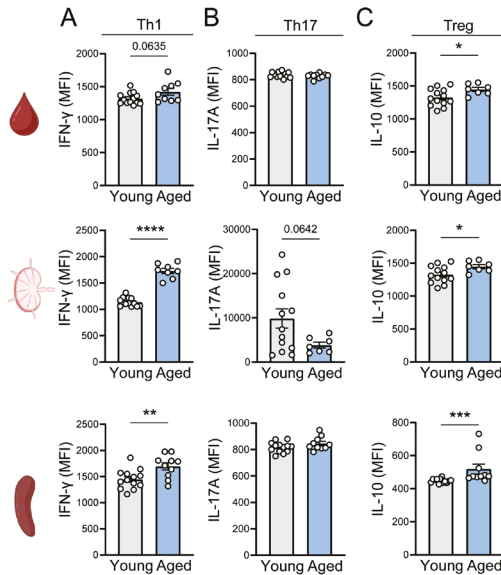 A
B
C
Th1
Th17
Treg
IFN-γ (MFI)
2000
1500
1000
500
0
0.0635
Young Aged
IL-17A (MFI)
1000
800
600
400
200
0
Young Aged
IL-10 (MFI)
2000
1500
1000
500
0
*
Young Aged
IFN-γ (MFI)
2500
2000
1500
1000
500
0
****
Young Aged
IL-17A (MFI)
30000
20000
10000
0
0.0642
Young Aged
IL-10 (MFI)
2000
1500
1000
500
0
*
Young Aged
IFN-γ (MFI)
2500
2000
1500
1000
500
0
**
Young Aged
IL-17A (MFI)
1000
800
600
400
200
0
Young Aged
IL-10 (MFI)
800
600
400
200
0
***
Young Aged